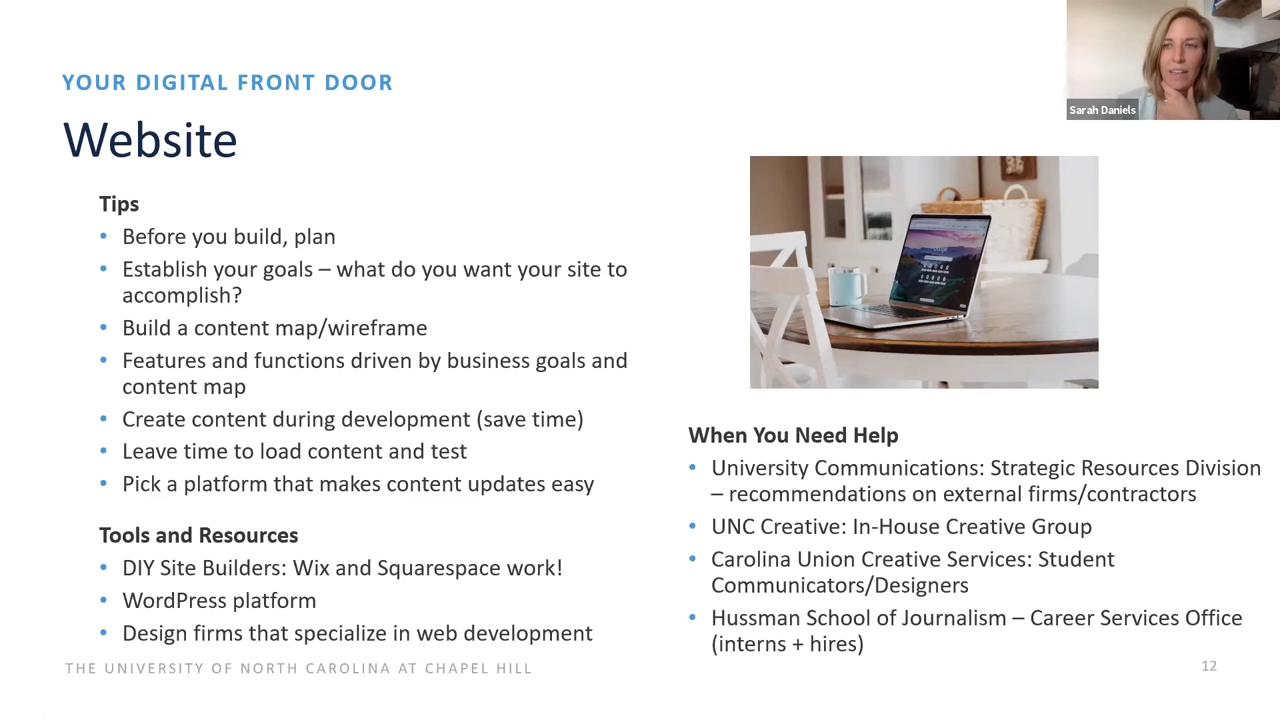 YOUR DIGITAL FRONT DOOR
Website
Tips
• Before you build, plan
• Establish your goals – what do you want your site to
accomplish?
• Build a content map/wireframe
• Features and functions driven by business goals and
content map
• Create content during development (save time)
• Leave time to load content and test
• Pick a platform that makes content updates easy
Tools and Resources
• DIY Site Builders: Wix and Squarespace work!
• WordPress platform
• Design firms that specialize in web development
THE UNIVERSITY OF NORTH CAROLINA AT CHAPEL HILL
Sarah Daniels
When You Need Help
• University Communications: Strategic Resources Division
– recommendations on external firms/contractors
• UNC Creative: In-House Creative Group
• Carolina Union Creative Services: Student
Communicators/Designers
• Hussman School of Journalism – Career Services Office
(interns + hires)
12